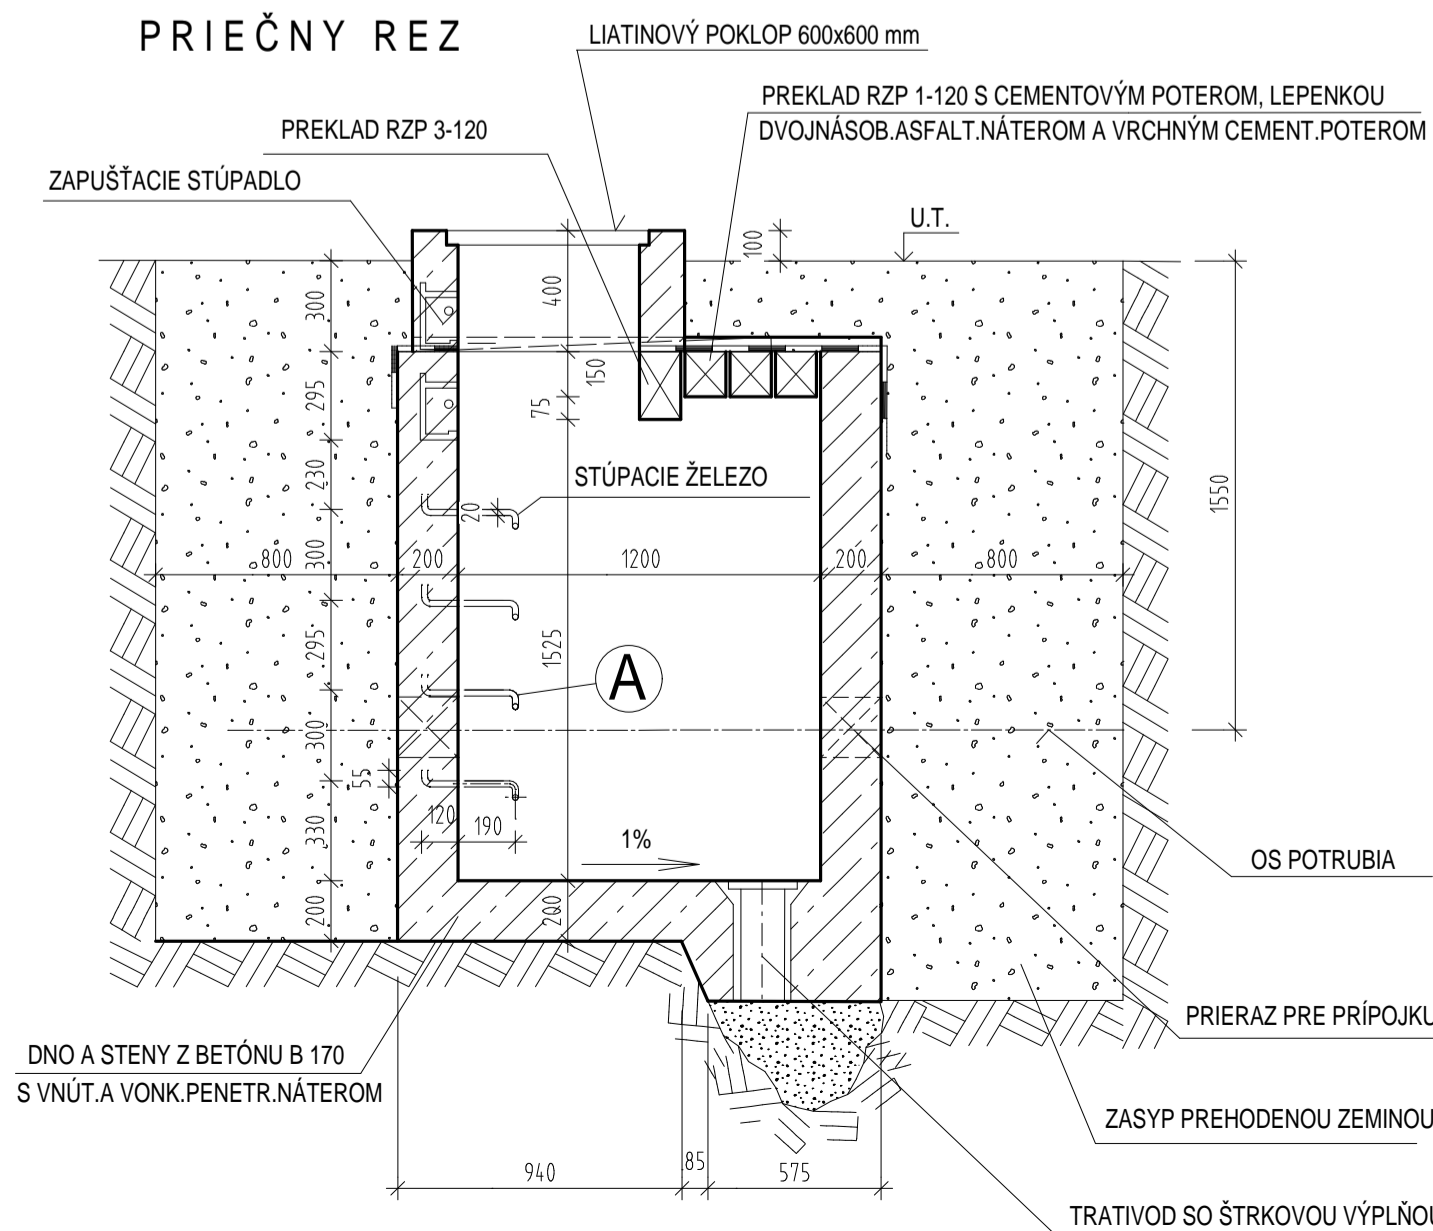 PRIEČNY REZ
LIATINOVÝ POKLOP 600x600 mm
PREKLAD RZP 1-120 S CEMENTOVÝM POTEROM, LEPENKOU
DVOJNÁSOB.ASFALT.NÁTEROM A VRCHNÝM CEMENT.POTEROM
PREKLAD RZP 3-120
ZAPUŠŤACIE STÚPADLO
U.T.
100
400
300
150
75
295
230
STÚPACIE ŽELEZO
20
1550
300
800
200
1200
200
800
295
1525
A
300
55
120
190
330
1%
OS POTRUBIA
200
200
PRIERAZ PRE PRÍPOJKU
DNO A STENY Z BETÓNU B 170
S VNÚT.A VONK.PENETR.NÁTEROM
ZASYP PREHODENOU ZEMINOU
940
85
575
TRATIVOD SO ŠTRKOVOU VÝPLŇOU